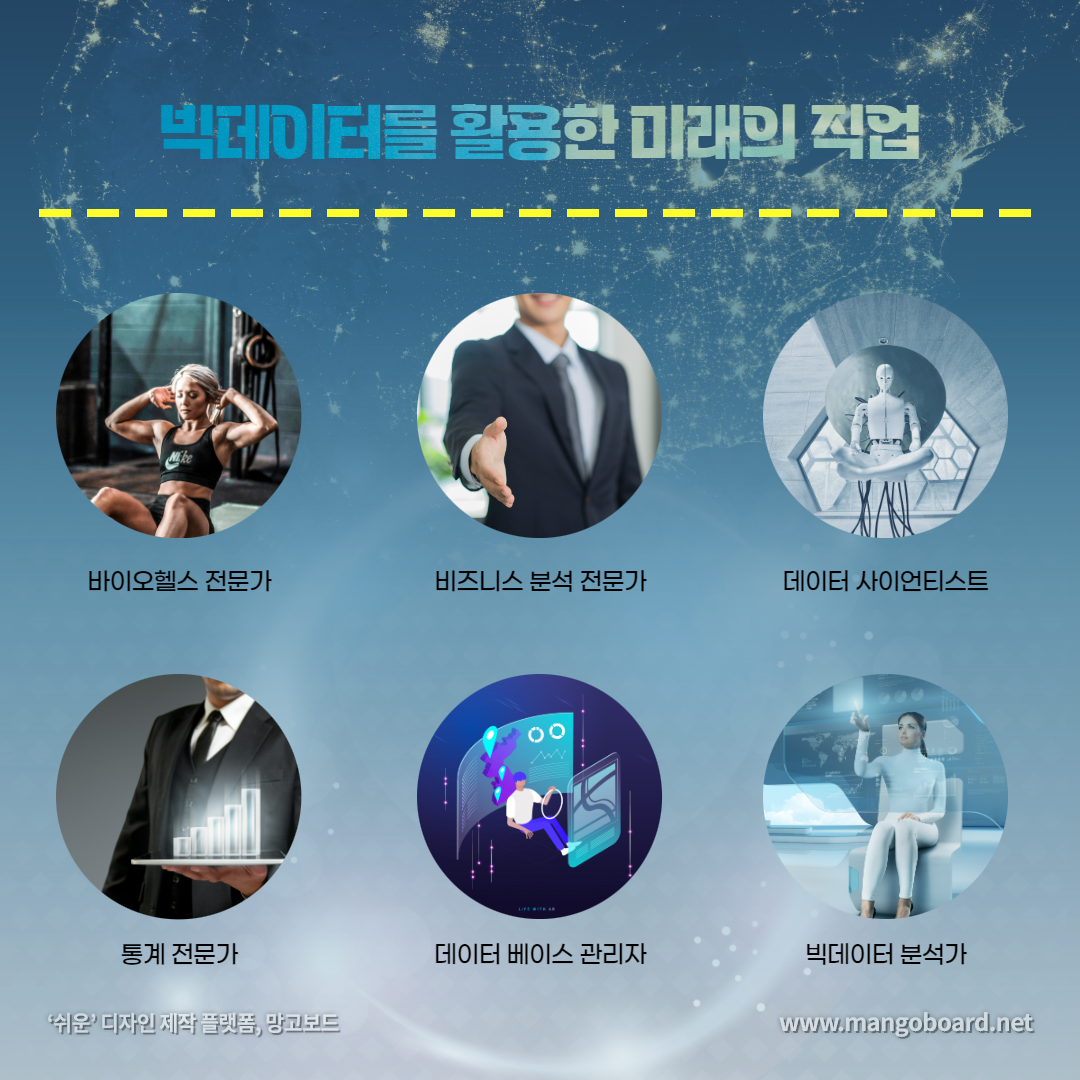 빅데이터를 활용한 미래의 직업
바이오헬스 전문가
비즈니스 분석 전문가
데이터 사이언티스트
통계 전문가
데이터 베이스 관리자
빅데이터 분석가
LIFE WITH AR
‘쉬운’ 디자인 제작 플랫폼, 망고보드
www.mangoboard.net